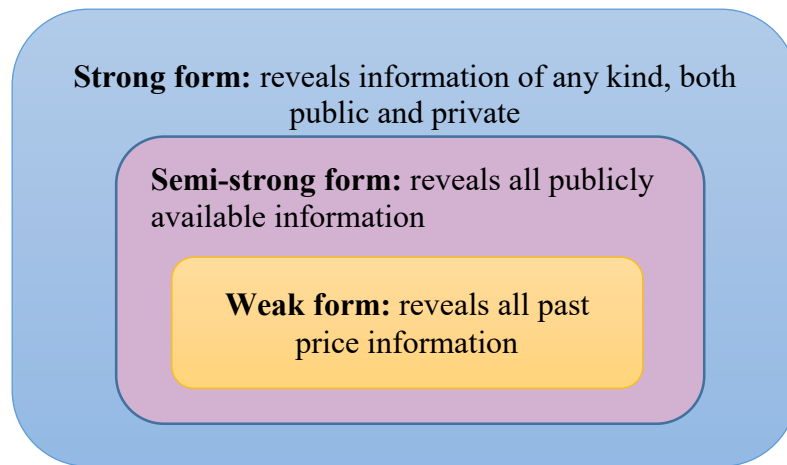 Strong form: reveals information of any kind, both
public and private
Semi-strong form: reveals all publicly
available information
Weak form: reveals all past
price information